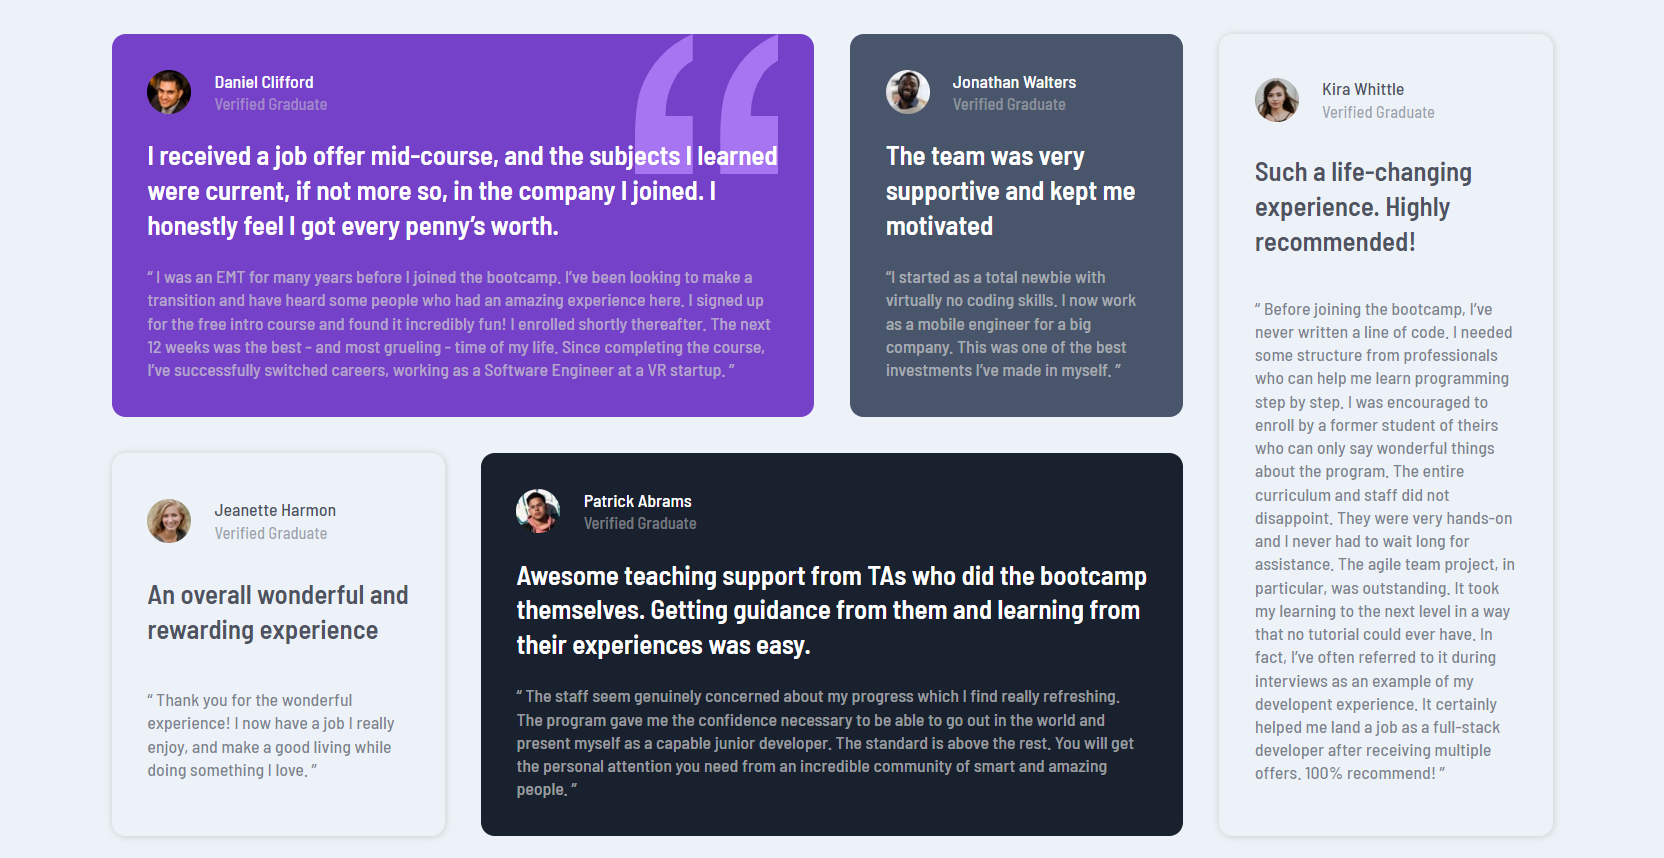 Daniel Clifford
Verified Graduate
I received a job offer mid-course, and the subjects I learned
were current, if not more so, in the company I joined. I
honestly feel I got every penny’s worth.
“ I was an EMT for many years before I joined the bootcamp. I’ve been looking to make a
transition and have heard some people who had an amazing experience here. I signed up
for the free intro course and found it incredibly fun! I enrolled shortly thereafter. The next
12 weeks was the best - and most grueling - time of my life. Since completing the course,
I’ve successfully switched careers, working as a Software Engineer at a VR startup. ”
Jonathan Walters
Verified Graduate
The team was very
supportive and kept me
motivated
“I started as a total newbie with
virtually no coding skills. I now work
as a mobile engineer for a big
company. This was one of the best
investments I’ve made in myself. ”
Kira Whittle
Verified Graduate
Such a life-changing
experience. Highly
recommended!
“ Before joining the bootcamp, I’ve
never written a line of code. I needed
some structure from professionals
who can help me learn programming
step by step. I was encouraged to
enroll by a former student of theirs
who can only say wonderful things
about the program. The entire
curriculum and staff did not
disappoint. They were very hands-on
and I never had to wait long for
assistance. The agile team project, in
particular, was outstanding. It took
my learning to the next level in a way
that no tutorial could ever have. In
fact, I’ve often referred to it during
interviews as an example of my
developent experience. It certainly
helped me land a job as a full-stack
developer after receiving multiple
offers. 100% recommend! ”
Jeanette Harmon
Verified Graduate
An overall wonderful and
rewarding experience
“ Thank you for the wonderful
experience! I now have a job I really
enjoy, and make a good living while
doing something I love. ”
Patrick Abrams
Verified Graduate
Awesome teaching support from TAs who did the bootcamp
themselves. Getting guidance from them and learning from
their experiences was easy.
“ The staff seem genuinely concerned about my progress which I find really refreshing.
The program gave me the confidence necessary to be able to go out in the world and
present myself as a capable junior developer. The standard is above the rest. You will get
the personal attention you need from an incredible community of smart and amazing
people. ”